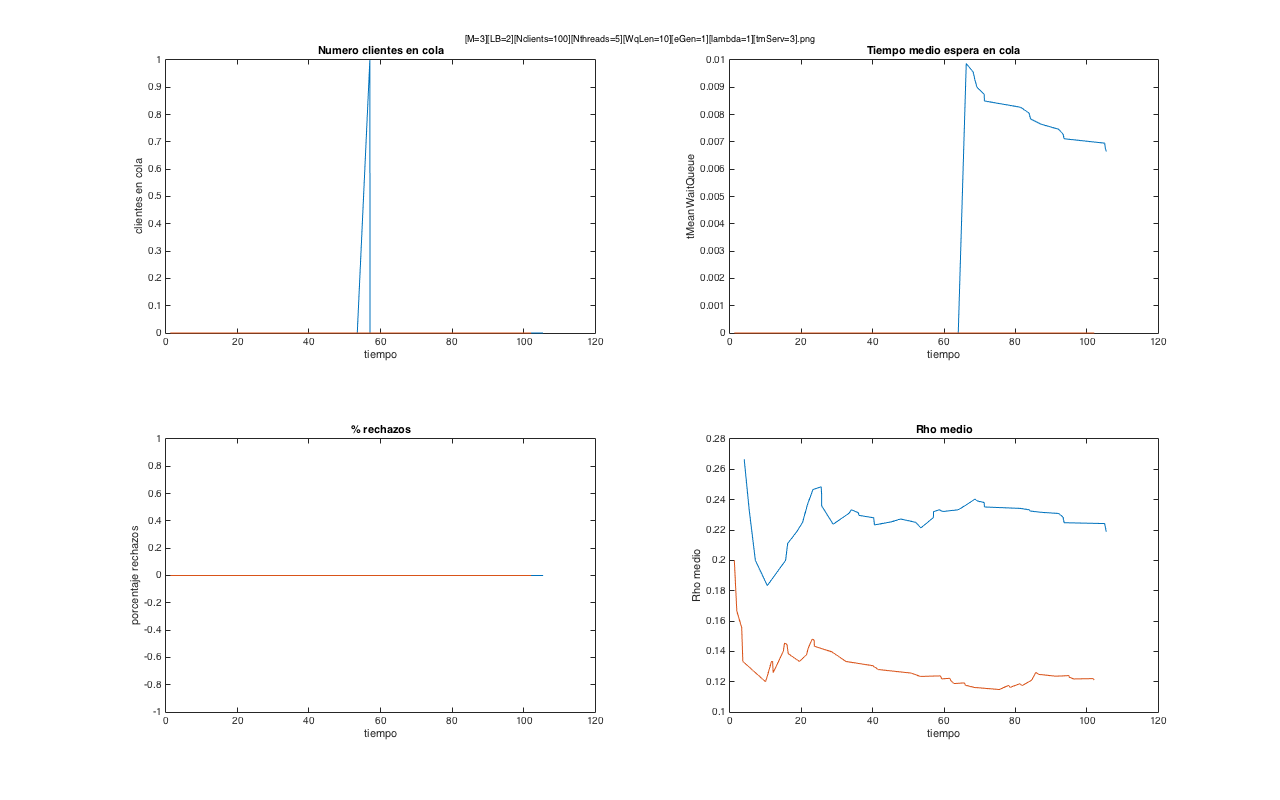 [M=3][LB=2][Nclients=100][Nthreads=5][WqLen=10][eGen=1][lambda=1][tmServ=3].png
Numero clientes en cola
1
0.9
0.8
0.7
0.6
0.5
0.4
0.3
0.2
0.1
0
clientes en cola
0 20 40 60 80 100 120
tiempo
Tiempo medio espera en cola
0.01
0.009
0.008
0.007
0.006
0.005
0.004
0.003
0.002
0.001
0
tMeanWaitQueue
0 20 40 60 80 100 120
tiempo
% rechazos
1
0.8
0.6
0.4
0.2
0
-0.2
-0.4
-0.6
-0.8
-1
porcentaje rechazos
0 20 40 60 80 100 120
tiempo
Rho medio
0.28
0.26
0.24
0.22
0.2
0.18
0.16
0.14
0.12
0.1
Rho medio
0 20 40 60 80 100 120
tiempo